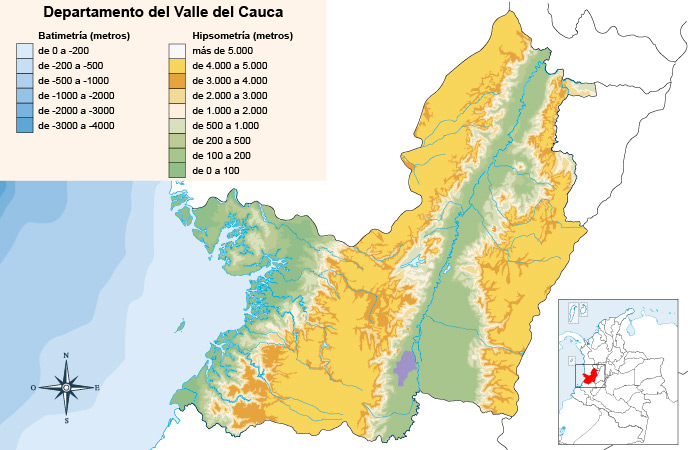 Departamento del Valle del Cauca
Batimetría (metros)
de 0 a -200
de -200 a -500
de -500 a -1000
de -1000 a -2000
de -2000 a -3000
de -3000 a -4000
Hipsometría (metros)
más de 5.000
de 4.000 a 5.000
de 3.000 a 4.000
de 2.000 a 3.000
de 1.000 a 2.000
de 500 a 1.000
de 200 a 500
de 100 a 200
de 0 a 100
N
O E
S